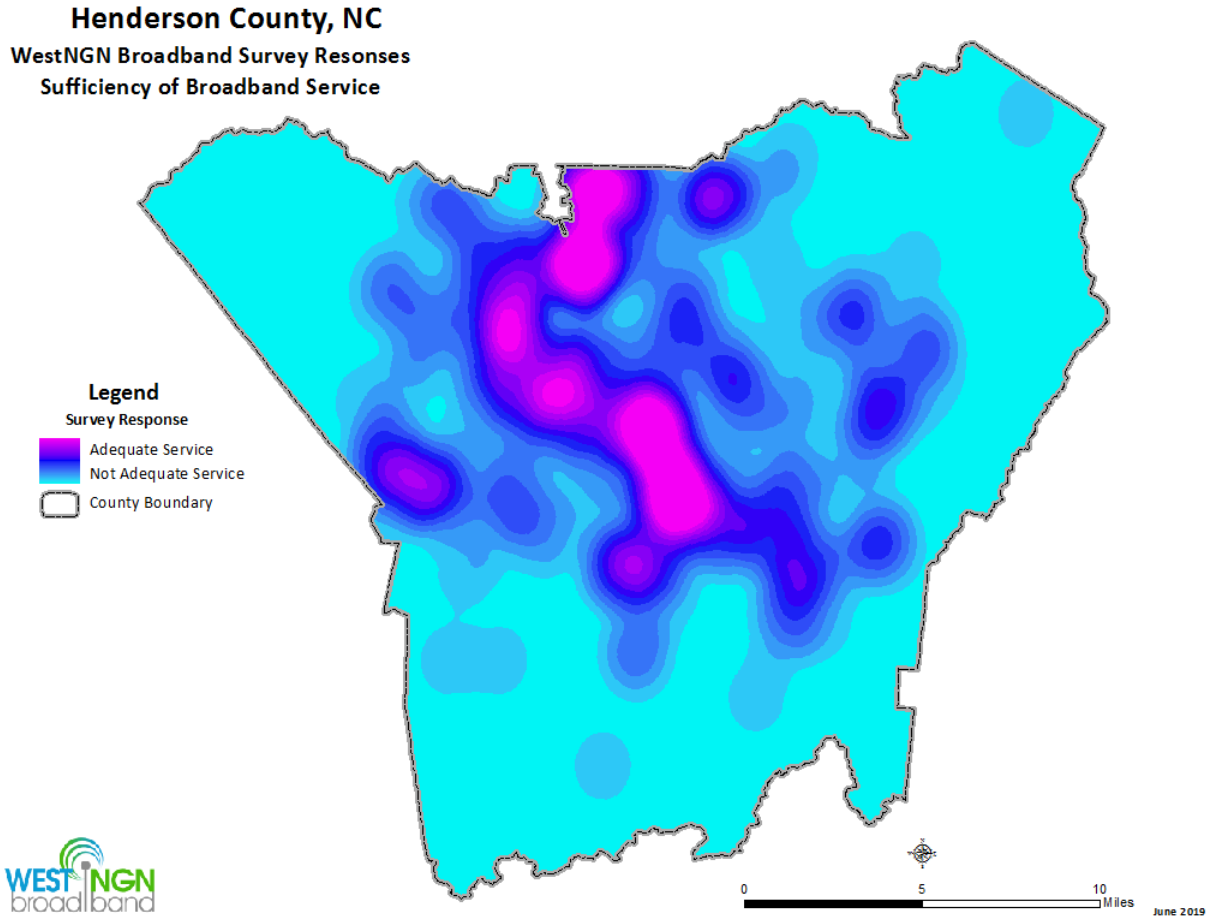 Henderson County, NC
WestNGN Broadband Survey Resonses
Sufficiency of Broadband Service
Legend
Survey Response
Adequate Service
Not Adequate Service
County Boundary
WEST NGN
broadband
0 5 10
Miles
June 2019